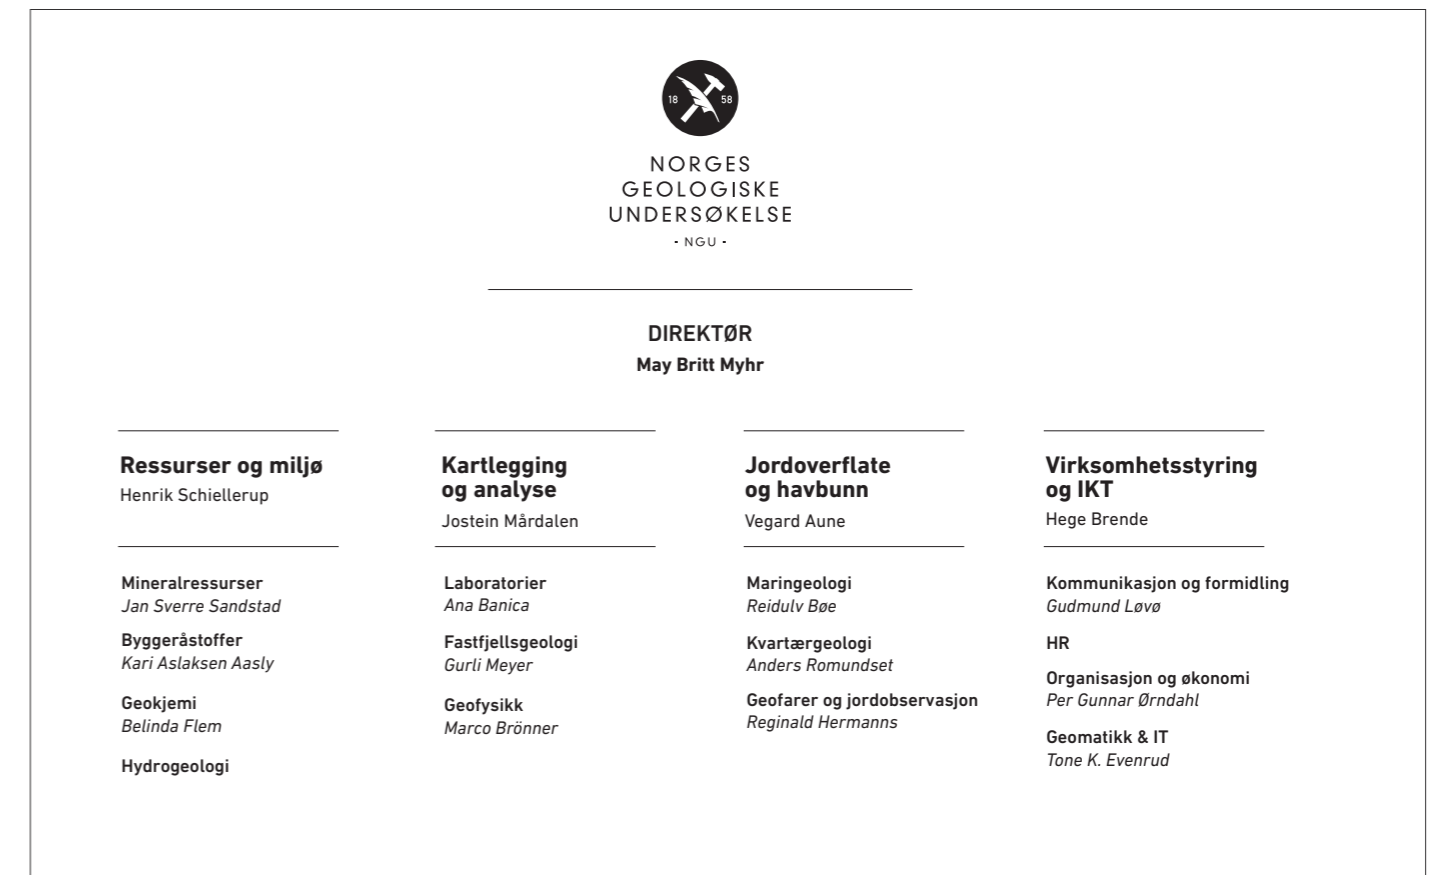 18 58
NORGES
GEOLOGISKE
UNDERSØKELSE
- NGU -
DIREKTØR
May Britt Myhr
Ressurser og miljø
Henrik Schiellerup
Mineralressurser
Jan Sverre Sandstad
Byggeråstoffer
Kari Aslaksen Aasly
Geokjemi
Belinda Flem
Hydrogeologi
Kartlegging
og analyse
Jostein Mårdalen
Laboratorier
Ana Banica
Fastfjellsgeologi
Gurli Meyer
Geofysikk
Marco Brönner
Jordoverflate
og havbunn
Vegard Aune
Maringeologi
Reidulv Bøe
Kvartærgeologi
Anders Romundset
Geofarer og jordobservasjon
Reginald Hermanns
Virksomhetsstyring
og IKT
Hege Brende
Kommunikasjon og formidling
Gudmund Løvø
HR
Organisasjon og økonomi
Per Gunnar Ørndahl
Geomatikk & IT
Tone K. Evenrud